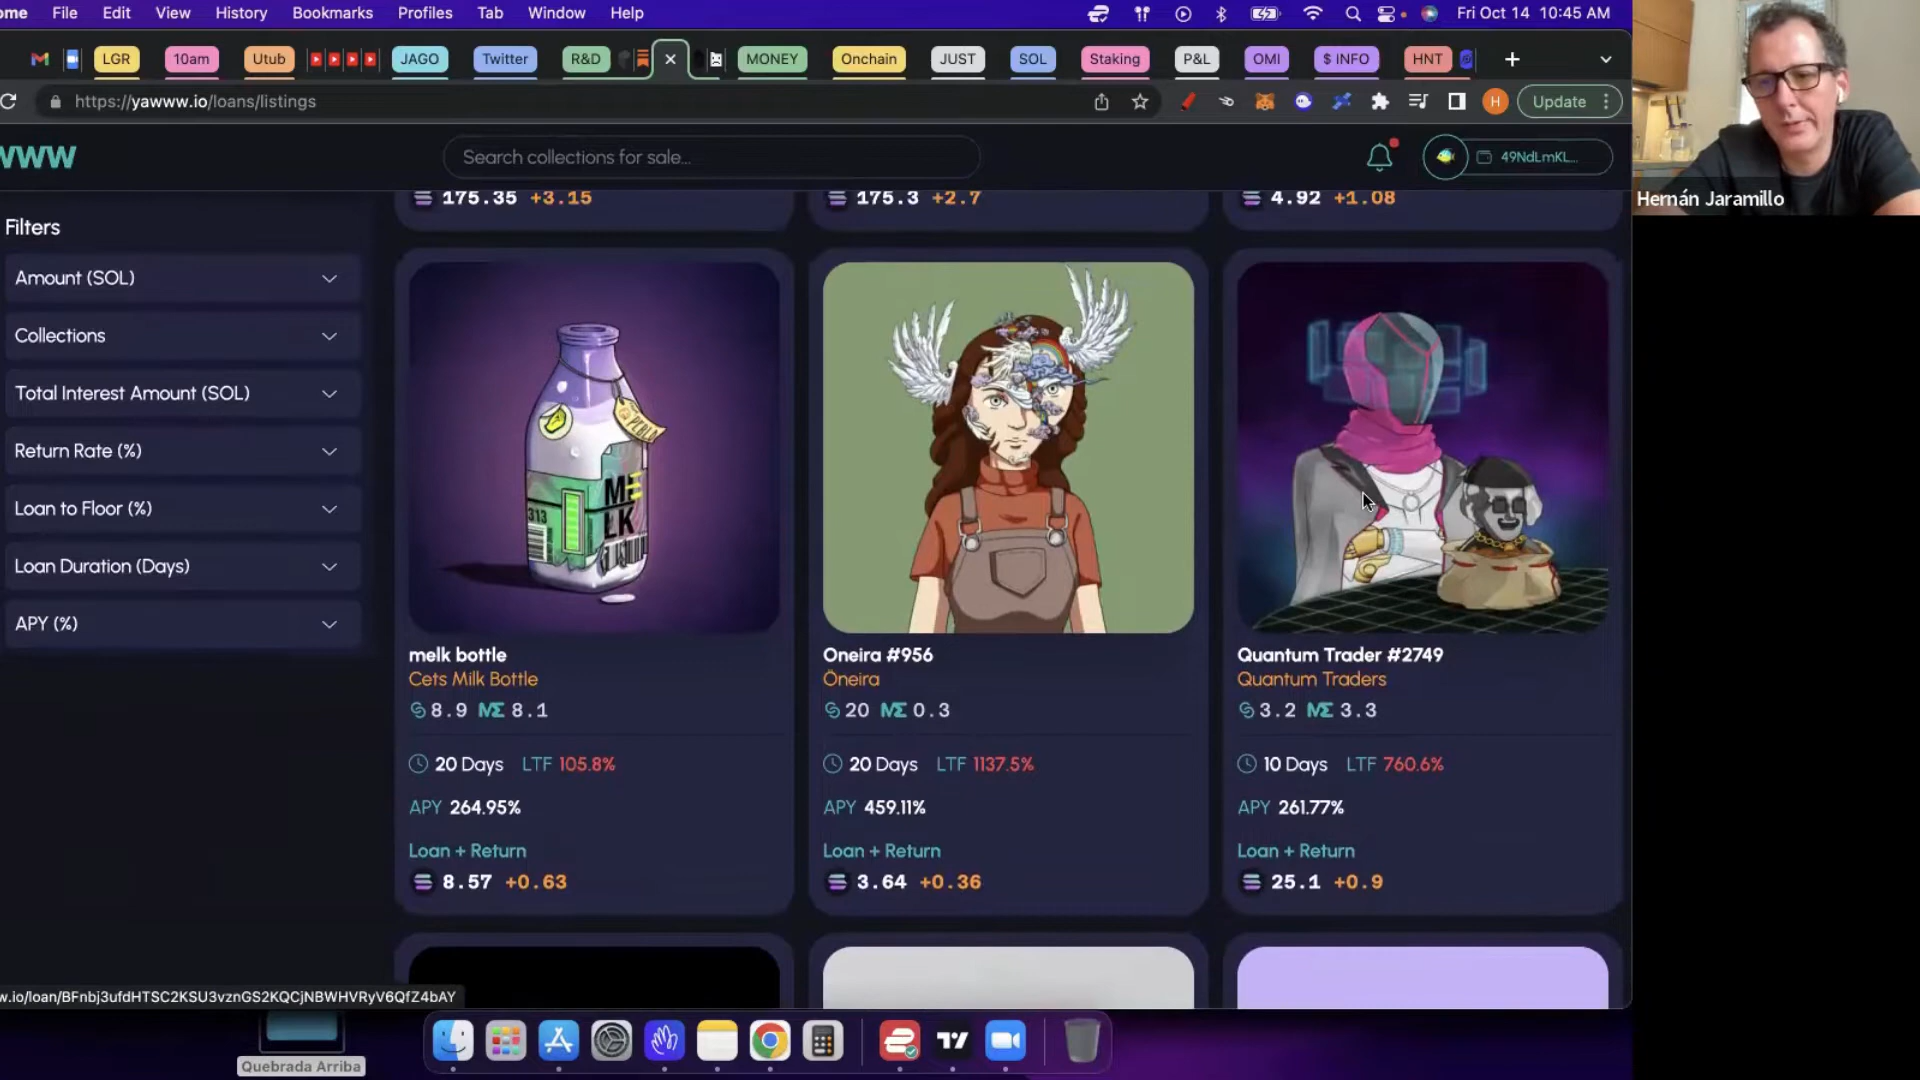 ome File Edit View History Bookmarks Profiles Tab Window Help Fri Oct 14 10:45 AM
LGR 10am Utub JAGO Twitter R&D MONEY Onchain JUST SOL Staking P&L OMI $ INFO HNT
https://yawww.io/loans/listings H Update
www Search collections for sale... 49NdLmKL...
Hernán Jaramillo
175.35 +3.15 175.3 +2.7 4.92 +1.08
Filters
Amount (SOL)
Collections
Total Interest Amount (SOL)
Return Rate (%)
Loan to Floor (%)
Loan Duration (Days)
APY (%)
313 MELK
melk bottle
Cets Milk Bottle
8.9 ME 8.1
20 Days LTF 105.8%
APY 264.95%
Loan + Return
8.57 +0.63
Oneira #956
Öneira
20 ME 0.3
20 Days LTF 1137.5%
APY 459.11%
Loan + Return
3.64 +0.36
Quantum Trader #2749
Quantum Traders
3.2 ME 3.3
10 Days LTF 760.6%
APY 261.77%
Loan + Return
25.1 +0.9
w.io/loan/BFnbj3ufdHTSC2KSU3vznGS2KQCjNBWHVRyV6QfZ4bAY
Quebrada Arriba